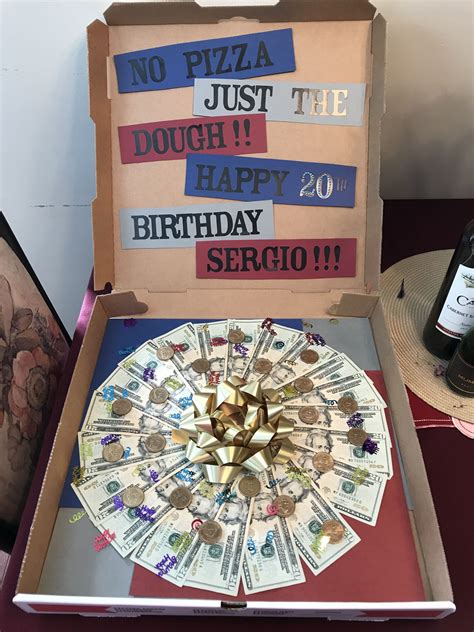 NO PIZZA
JUST THE
DOUGH!!
HAPPY 20TH
BIRTHDAY
SERGIO!!!